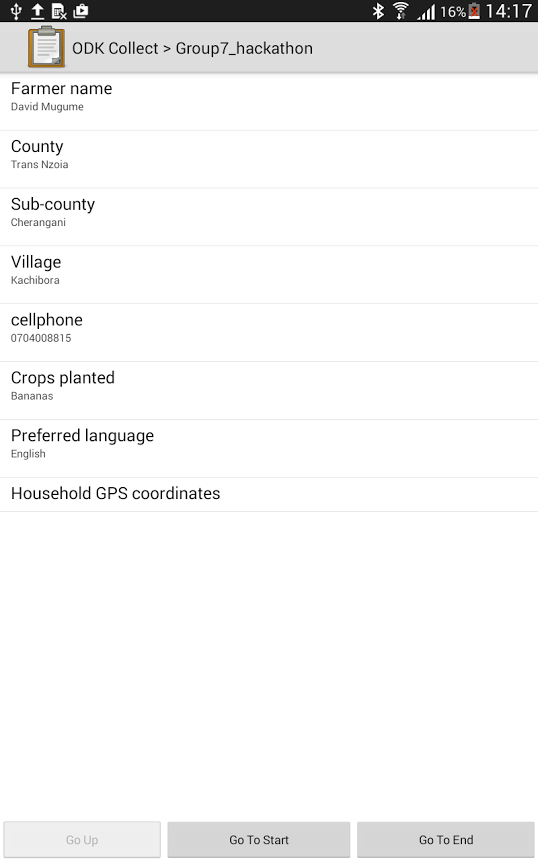 16% 14:17
ODK Collect > Group7_hackathon
Farmer name
David Mugume
County
Trans Nzoia
Sub-county
Cherangani
Village
Kachibora
cellphone
0704008815
Crops planted
Bananas
Preferred language
English
Household GPS coordinates
Go Up Go To Start Go To End